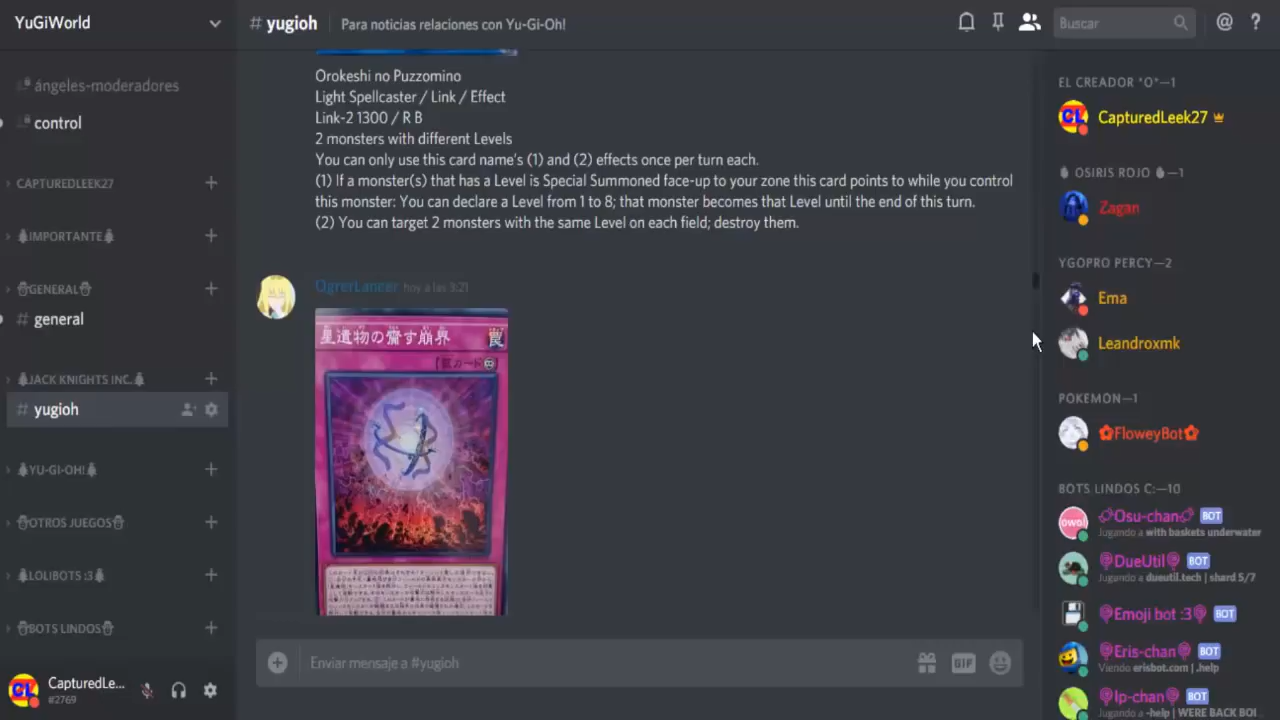 YuGiWorld
# yugioh
Para noticias relaciones con Yu-Gi-Oh!
Buscar
ángeles-moderadores
control
CAPTUREDLEEK27
IMPORTANTE
GENERAL
# general
JACK KNIGHTS INC.
# yugioh
YU-GI-OH!
OTROS JUEGOS
LOLIBOTS :3
BOTS LINDOS
CapturedLe...
#2769
Orokeshi no Puzzomino
Light Spellcaster / Link / Effect
Link-2 1300 / R B
2 monsters with different Levels
You can only use this card name's (1) and (2) effects once per turn each.
(1) If a monster(s) that has a Level is Special Summoned face-up to your zone this card points to while you control
this monster: You can declare a Level from 1 to 8; that monster becomes that Level until the end of this turn.
(2) You can target 2 monsters with the same Level on each field; destroy them.
OgrerLancer hoy a las 3:21
星遺物の齎す崩界
罠
Enviar mensaje a #yugioh
GIF
EL CREADOR *O*—1
CL CapturedLeek27
OSIRIS ROJO—1
Zagan
YGOPRO PERCY—2
Ema
Leandroxmk
POKEMON—1
FloweyBot
BOTS LINDOS C:—10
owo! Osu-chan BOT
Jugando a with baskets underwater
DueUtil BOT
Jugando a dueutil.tech | shard 5/7
Emoji bot :3 BOT
Eris-chan BOT
Viendo erisbot.com | .help
Ip-chan BOT
Jugando a -help | WERE BACK BOI